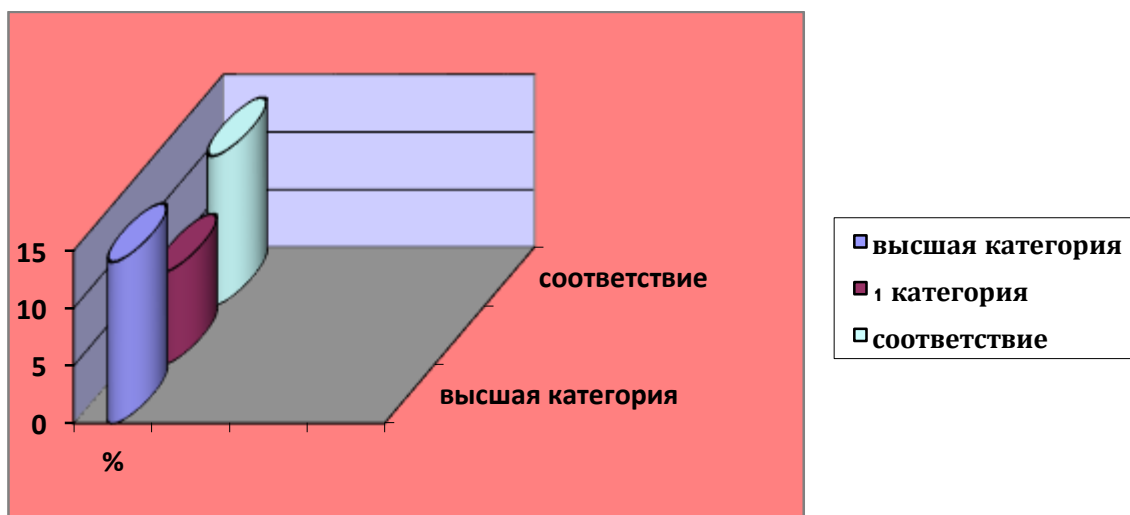 15
10
5
0
%
соответствие
высшая категория
высшая категория
₁ категория
соответствие